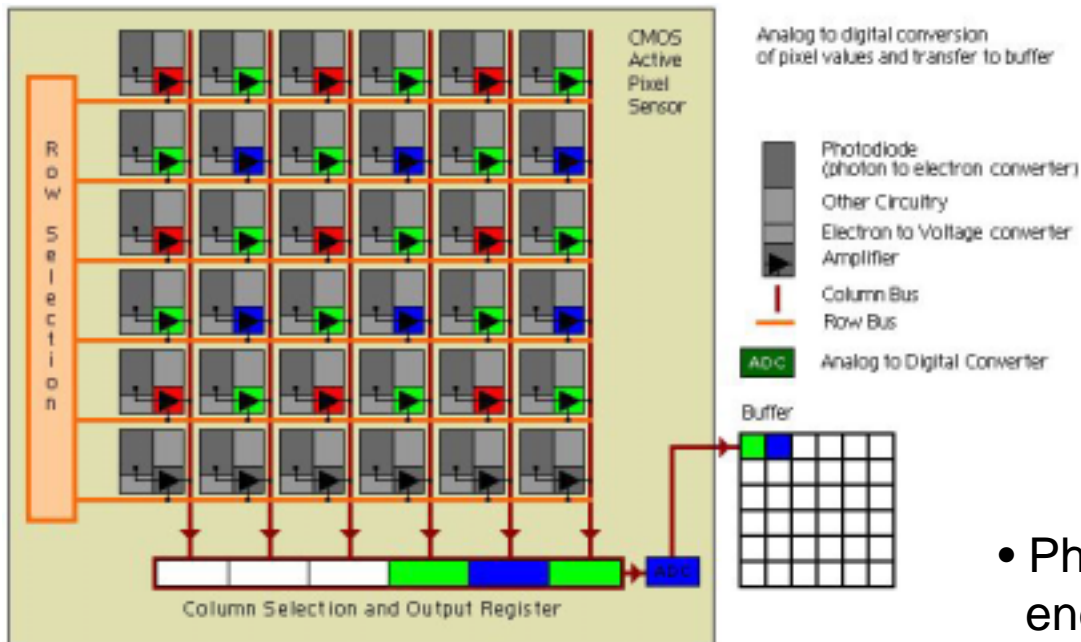 CMOS
Active
Pixel
Sensor
Analog to digital conversion
of pixel values and transfer to buffer
Row Selection
Photodiode
(photon to electron converter)
Other Circuitry
Electron to Voltage converter
Amplifier
Column Bus
Row Bus
ADC Analog to Digital Converter
Buffer
ADC
Column Selection and Output Register